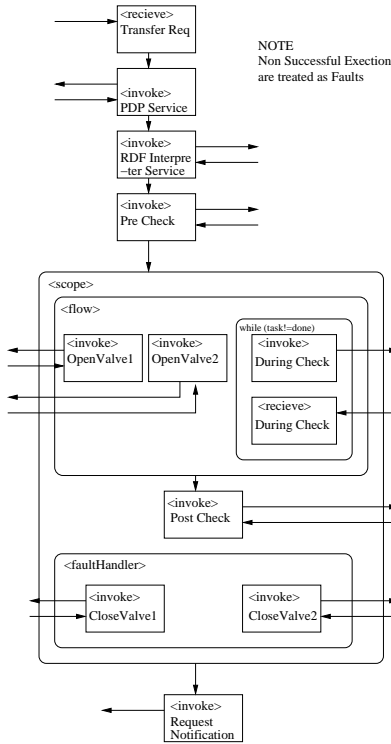 <recieve>
Transfer Req
NOTE
Non Successful Exection
are treated as Faults
<invoke>
PDP Service
<invoke>
RDF Interpre
-ter Service
<invoke>
Pre Check
<scope>
<flow>
while (task!=done)
<invoke>
OpenValve1
<invoke>
OpenValve2
<invoke>
During Check
<recieve>
During Check
<invoke>
Post Check
<faultHandler>
<invoke>
CloseValve1
<invoke>
CloseValve2
<invoke>
Request
Notification